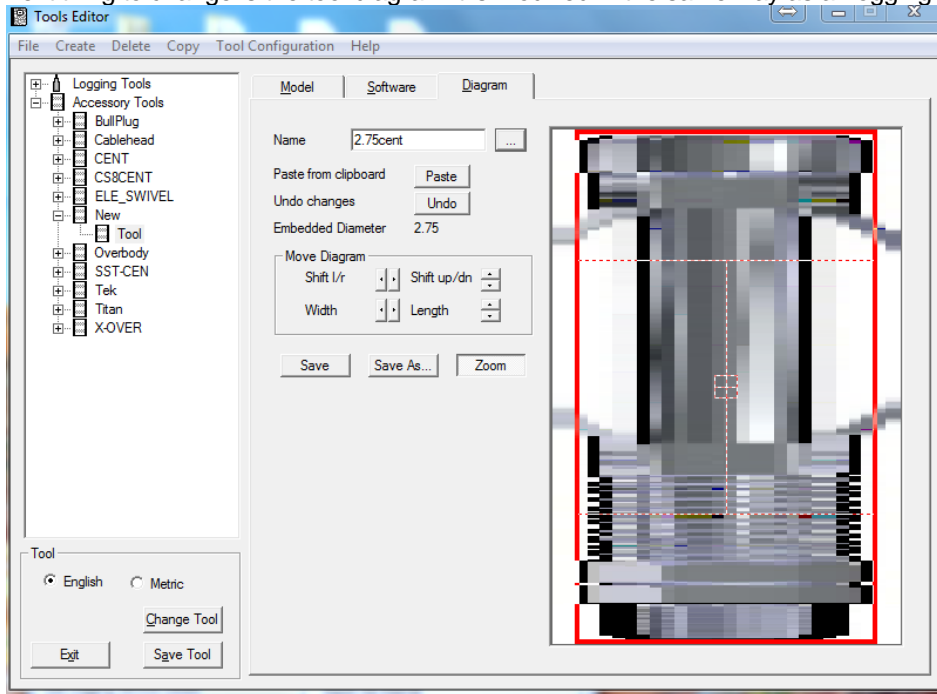 Tools Editor
File Create Delete Copy Tool Configuration Help
Logging Tools
Accessory Tools
BullPlug
Cablehead
CENT
CS8CENT
ELE_SWIVEL
New
Tool
Overbody
SST-CEN
Tek
Titan
X-OVER
Tool
English Metric
Change Tool
Exit Save Tool
Model Software Diagram
Name 2.75cent ...
Paste from clipboard Paste
Undo changes Undo
Embedded Diameter 2.75
Move Diagram
Shift l/r Shift up/dn
Width Length
Save Save As... Zoom